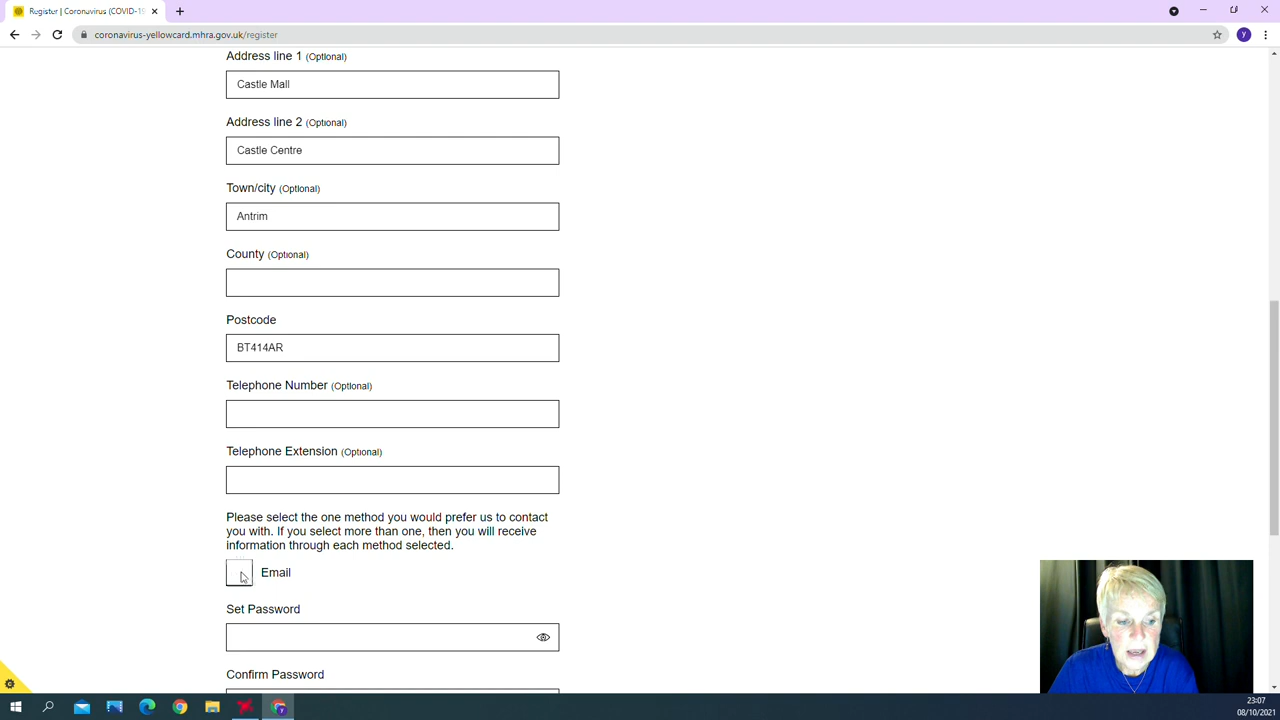 Register | Coronavirus (COVID-19
coronavirus-yellowcard.mhra.gov.uk/register
y
Address line 1 (Optional)
Castle Mall
Address line 2 (Optional)
Castle Centre
Town/city (Optional)
Antrim
County (Optional)
Postcode
BT414AR
Telephone Number (Optional)
Telephone Extension (Optional)
Please select the one method you would prefer us to contact
you with. If you select more than one, then you will receive
information through each method selected.
Email
Set Password
Confirm Password
23:07
08/10/2021